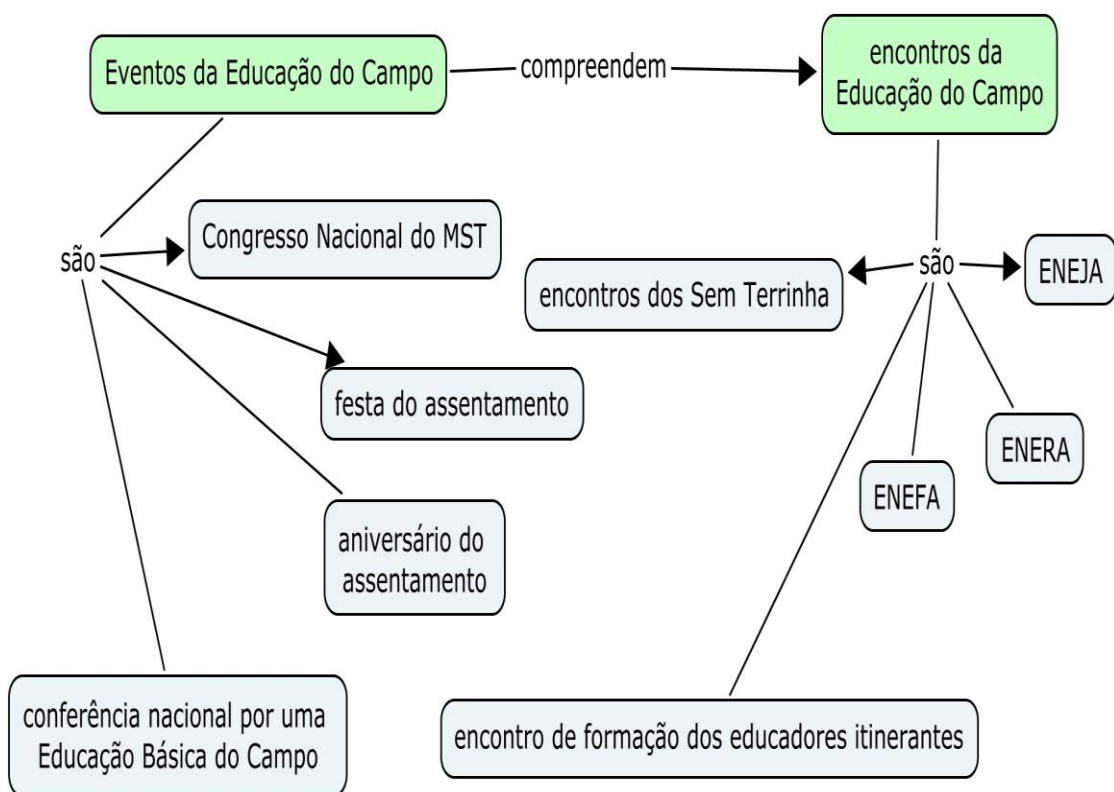 Eventos da Educação do Campo
compreendem
encontros da
Educação do Campo
são
Congresso Nacional do MST
festa do assentamento
aniversário do
assentamento
conferência nacional por uma
Educação Básica do Campo
são
encontros dos Sem Terrinha
ENEJA
ENERA
ENEFA
encontro de formação dos educadores itinerantes